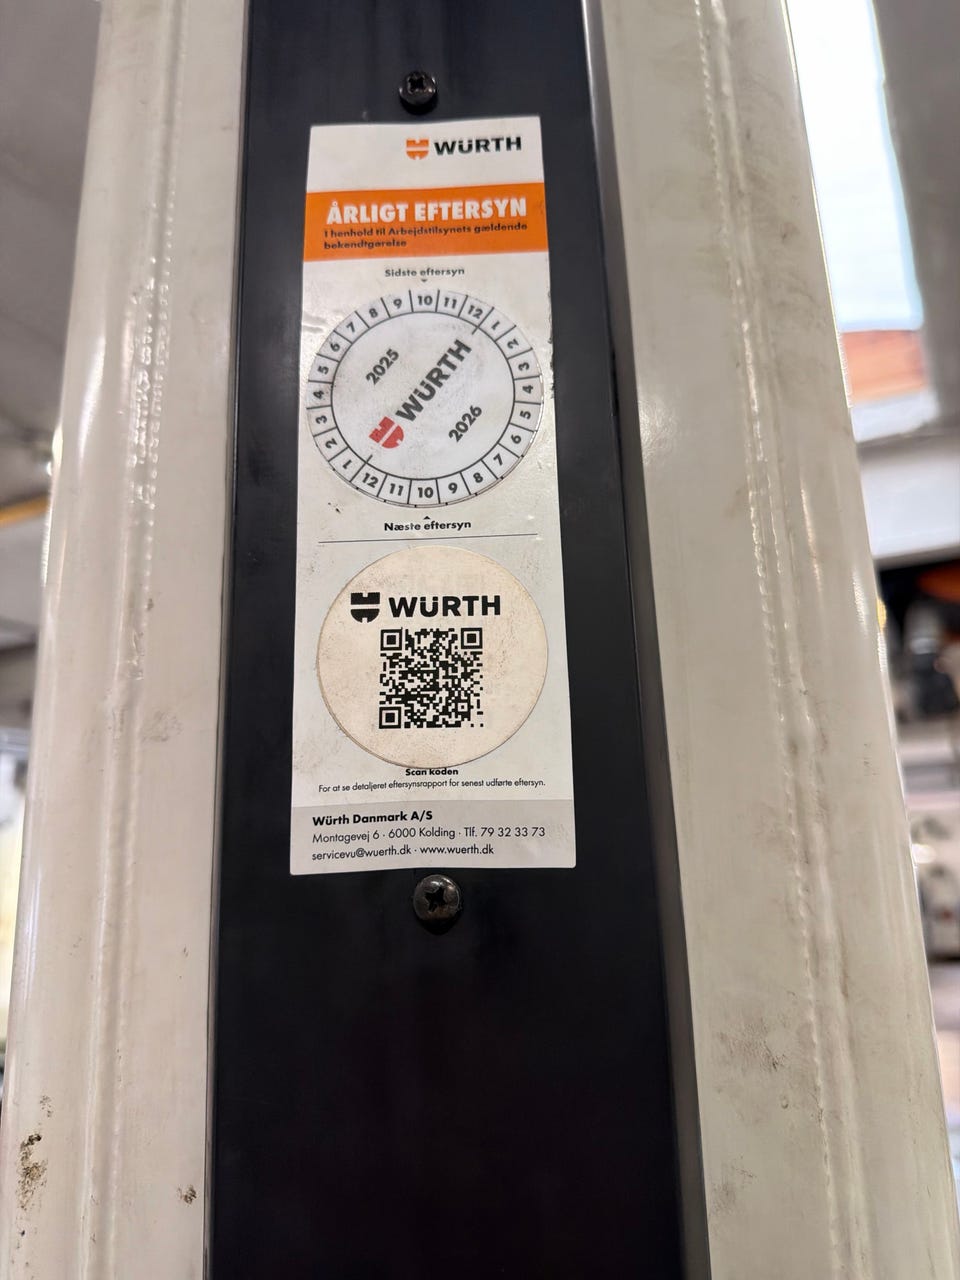 WÜRTH
ÅRLIGT EFTERSYN
I henhold til Arbejdstilsynets gældende
bekendtgørelse
Sidste eftersyn
1 2 3 4 5 6 7 8 9 10 11 12
2025
WÜRTH
2026
1 2 3 4 5 6 7 8 9 10 11 12
Næste eftersyn
WÜRTH
Scan koden
For at se detaljeret eftersynsrapport for senest udførte eftersyn.
Würth Danmark A/S
Montagevej 6 · 6000 Kolding · Tlf. 79 32 33 73
servicevu@wuerth.dk · www.wuerth.dk